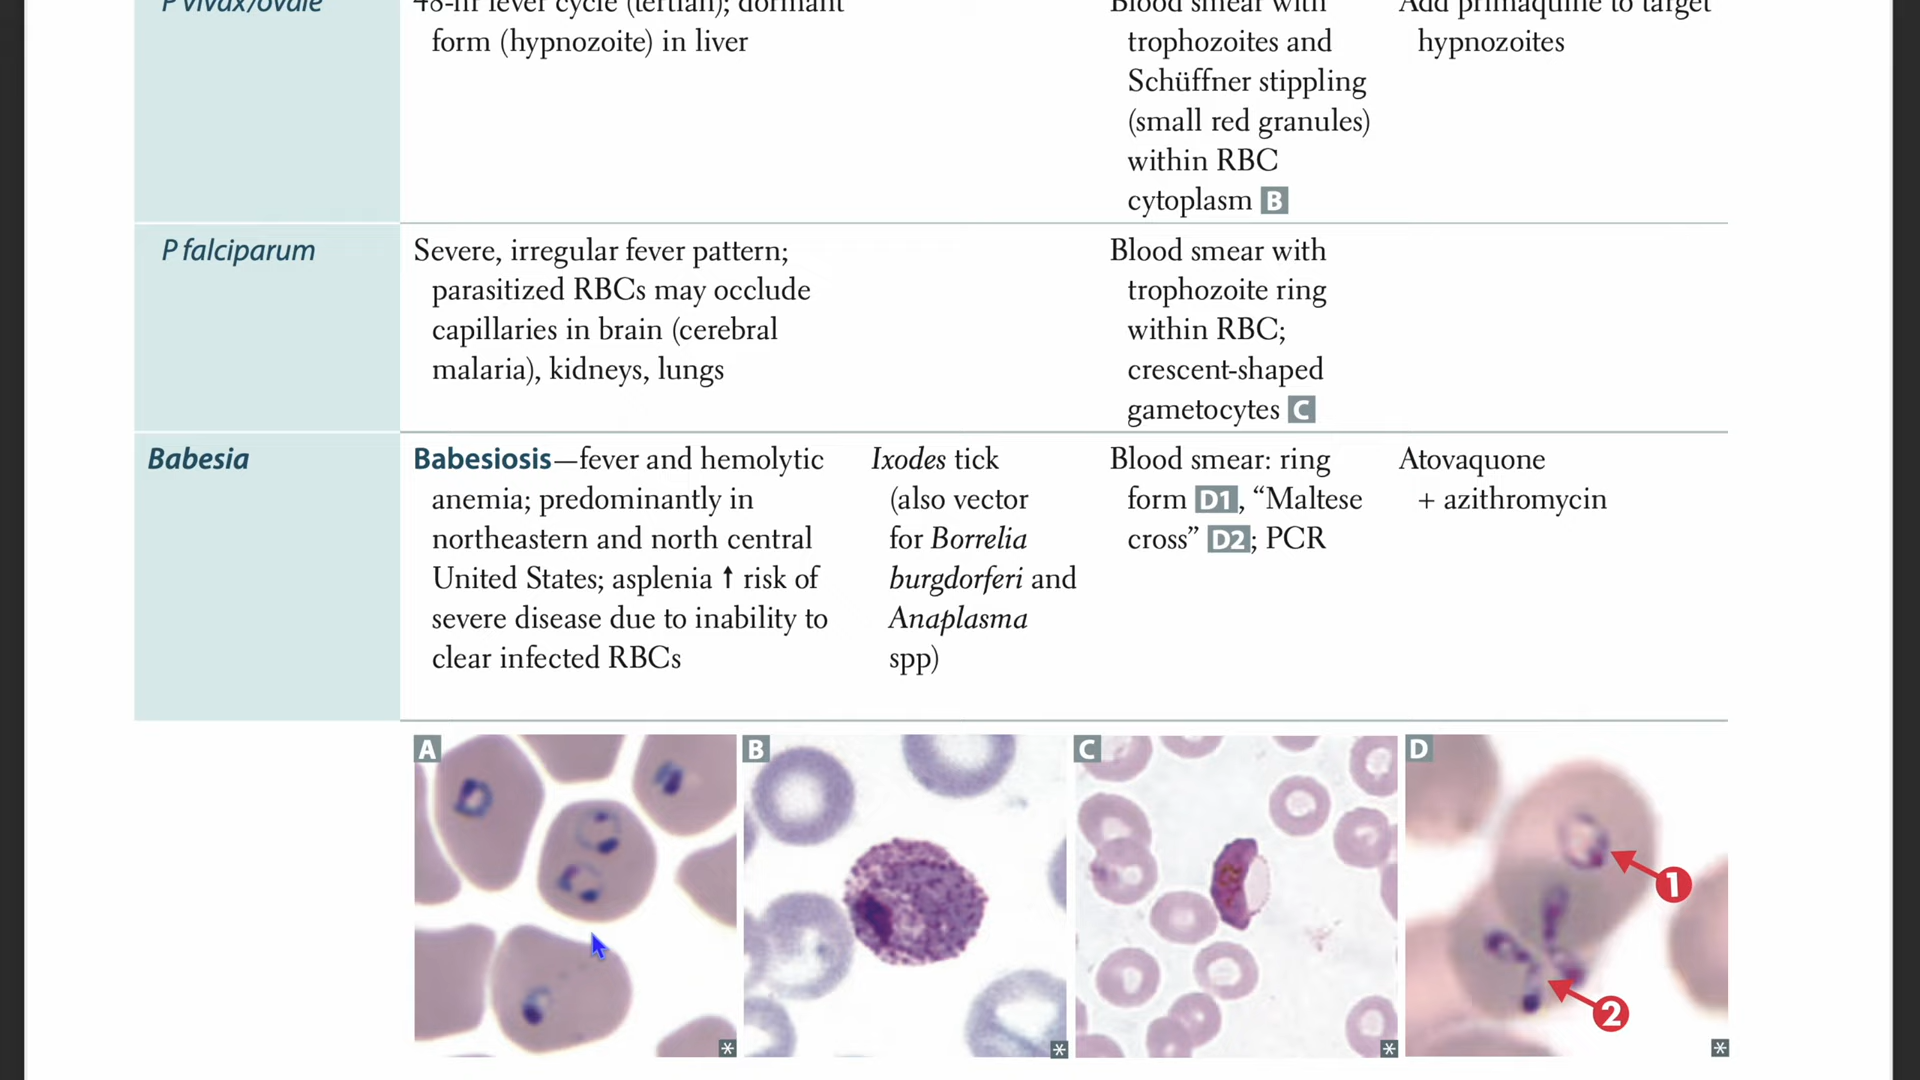 P vivax/ovale
48-hr fever cycle (tertian); dormant
form (hypnozoite) in liver
Blood smear with
trophozoites and
Schüffner stippling
(small red granules)
within RBC
cytoplasm B
Add primaquine to target
hypnozoites
P falciparum
Severe, irregular fever pattern;
parasitized RBCs may occlude
capillaries in brain (cerebral
malaria), kidneys, lungs
Blood smear with
trophozoite ring
within RBC;
crescent-shaped
gametocytes C
Babesia
Babesiosis—fever and hemolytic
anemia; predominantly in
northeastern and north central
United States; asplenia ↑ risk of
severe disease due to inability to
clear infected RBCs
Ixodes tick
(also vector
for Borrelia
burgdorferi and
Anaplasma
spp)
Blood smear: ring
form D1, “Maltese
cross” D2; PCR
Atovaquone
+ azithromycin
A
B
C
D
1
2